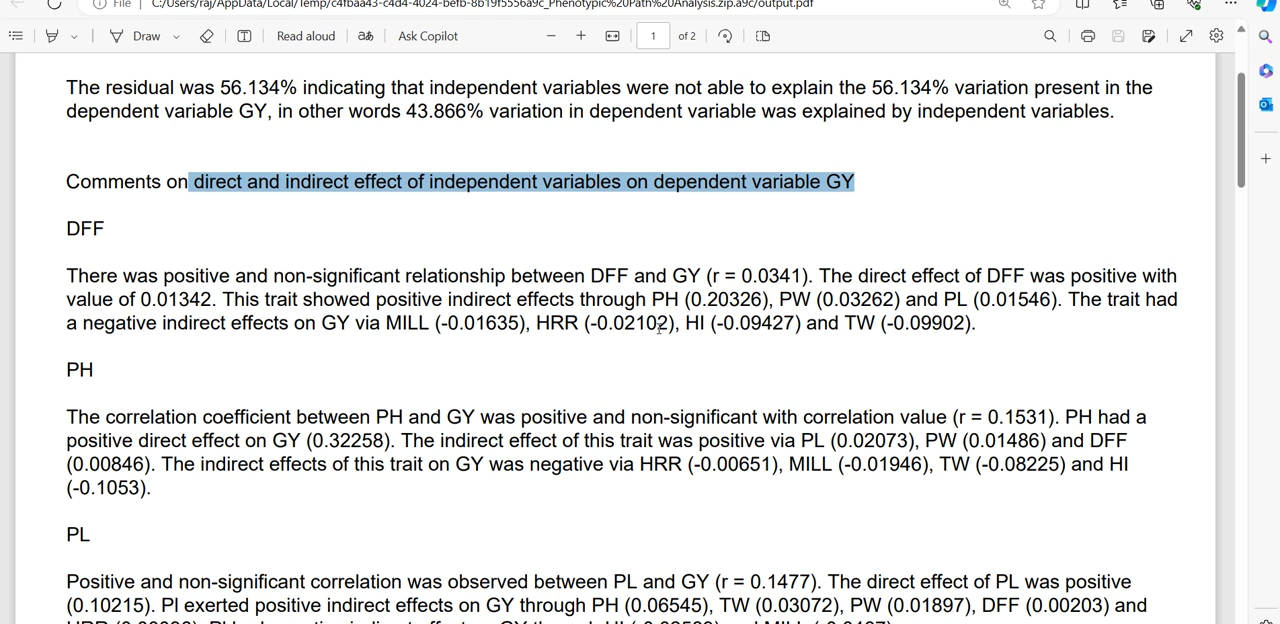 File
C:/Users/raj/AppData/Local/Temp/c4fbaa43-c4d4-4024-befb-8b19f5556a9c_Phenotypic%20Path%20Analysis.zip.a9c/output.pdf
Draw
Read aloud
Ask Copilot
1
of 2
The residual was 56.134% indicating that independent variables were not able to explain the 56.134% variation present in the
dependent variable GY, in other words 43.866% variation in dependent variable was explained by independent variables.
Comments on direct and indirect effect of independent variables on dependent variable GY
DFF
There was positive and non-significant relationship between DFF and GY (r = 0.0341). The direct effect of DFF was positive with
value of 0.01342. This trait showed positive indirect effects through PH (0.20326), PW (0.03262) and PL (0.01546). The trait had
a negative indirect effects on GY via MILL (-0.01635), HRR (-0.02102), HI (-0.09427) and TW (-0.09902).
PH
The correlation coefficient between PH and GY was positive and non-significant with correlation value (r = 0.1531). PH had a
positive direct effect on GY (0.32258). The indirect effect of this trait was positive via PL (0.02073), PW (0.01486) and DFF
(0.00846). The indirect effects of this trait on GY was negative via HRR (-0.00651), MILL (-0.01946), TW (-0.08225) and HI
(-0.1053).
PL
Positive and non-significant correlation was observed between PL and GY (r = 0.1477). The direct effect of PL was positive
(0.10215). Pl exerted positive indirect effects on GY through PH (0.06545), TW (0.03072), PW (0.01897), DFF (0.00203) and